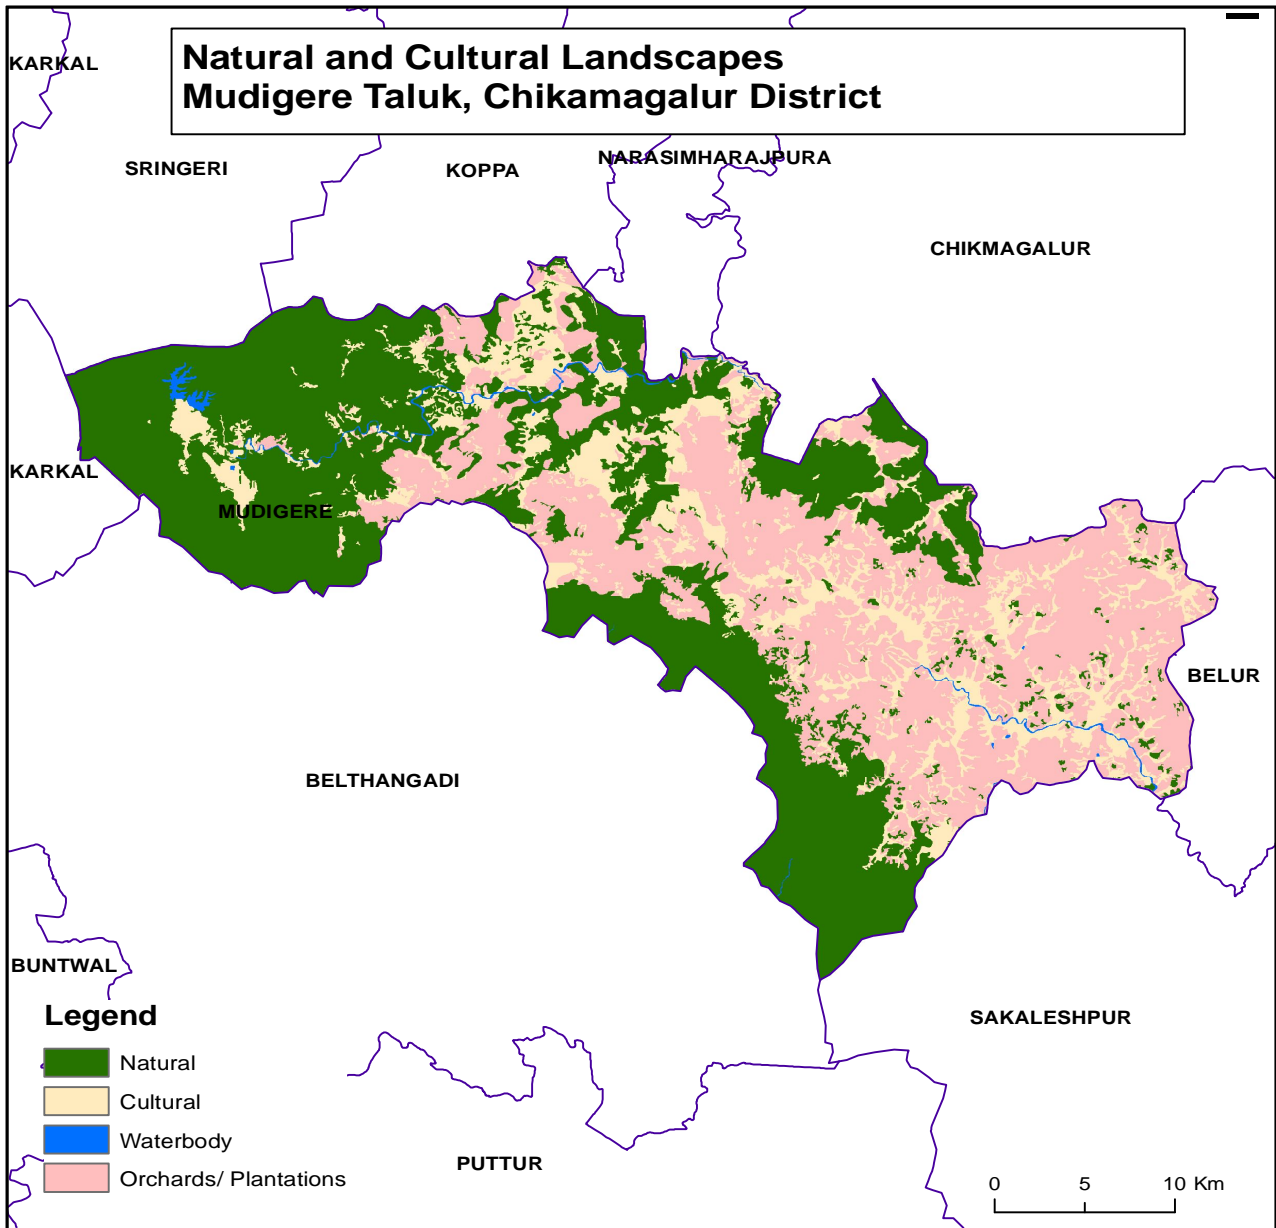 Natural and Cultural Landscapes
Mudigere Taluk, Chikamagalur District
KARKAL
SRINGERI
KOPPA
NARASIMHARAJPURA
CHIKMAGALUR
KARKAL
MUDIGERE
BELUR
BELTHANGADI
BUNTWAL
SAKALESHPUR
PUTTUR
Legend
Natural
Cultural
Waterbody
Orchards/ Plantations
0 5 10 Km